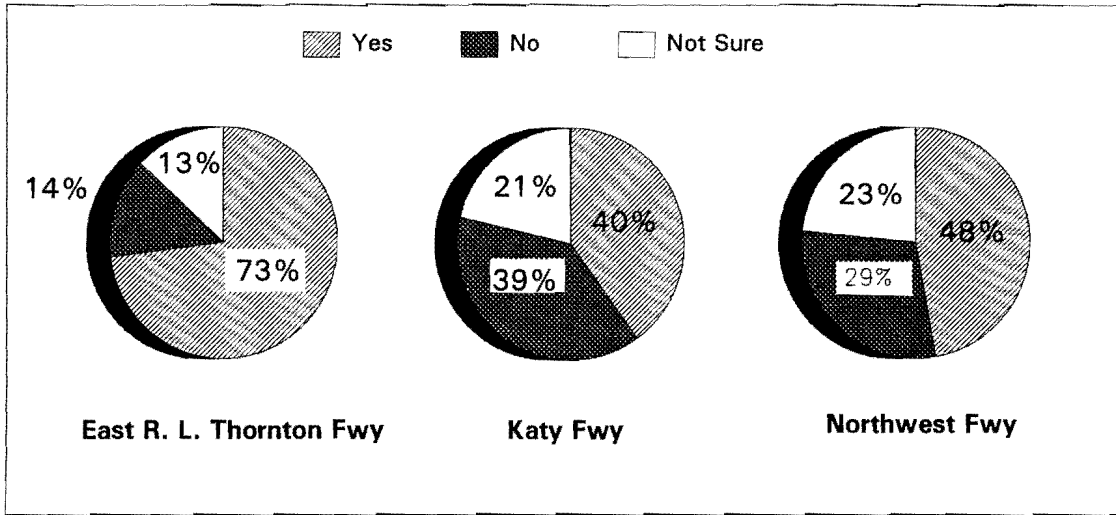 Yes No Not Sure
14% 13% 73%
21% 40% 39%
23% 48% 29%
East R. L. Thornton Fwy Katy Fwy Northwest Fwy